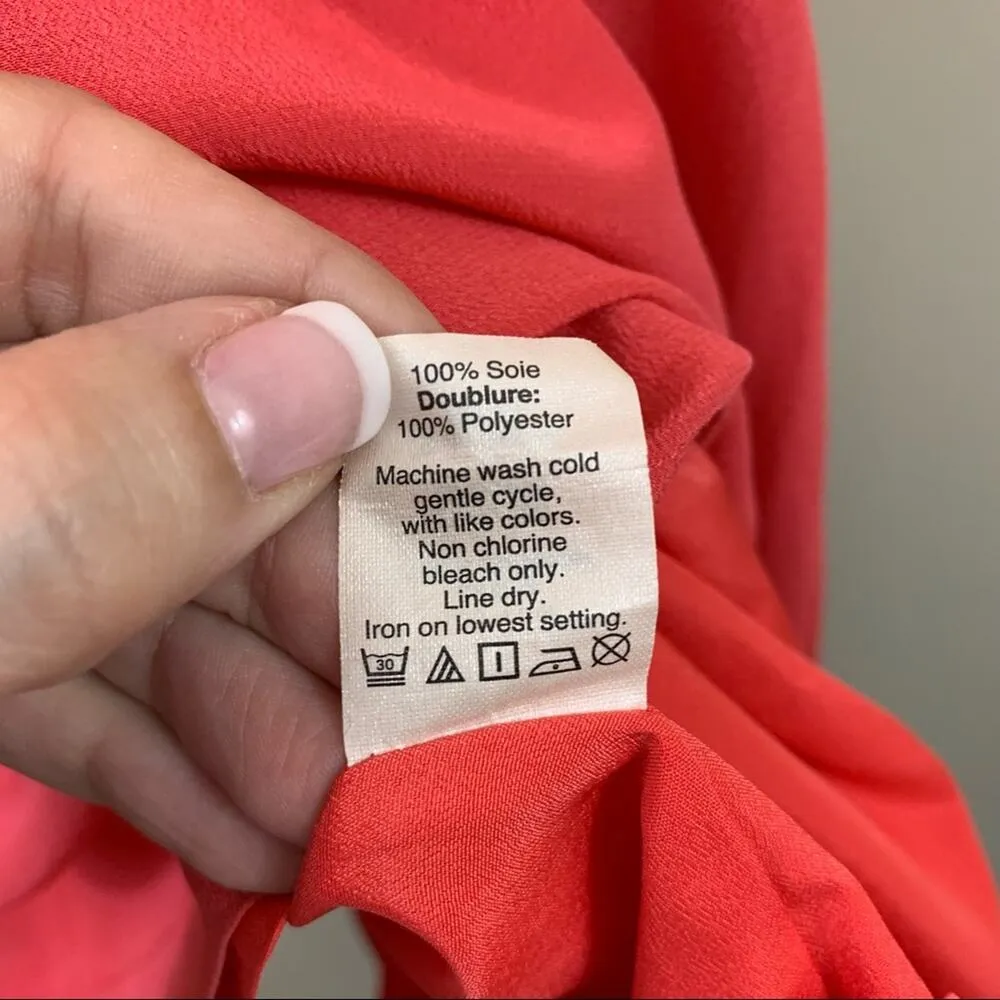 100% Soie
Doublure:
100% Polyester
Machine wash cold
gentle cycle,
with like colors.
Non chlorine
bleach only.
Line dry.
Iron on lowest setting.
30